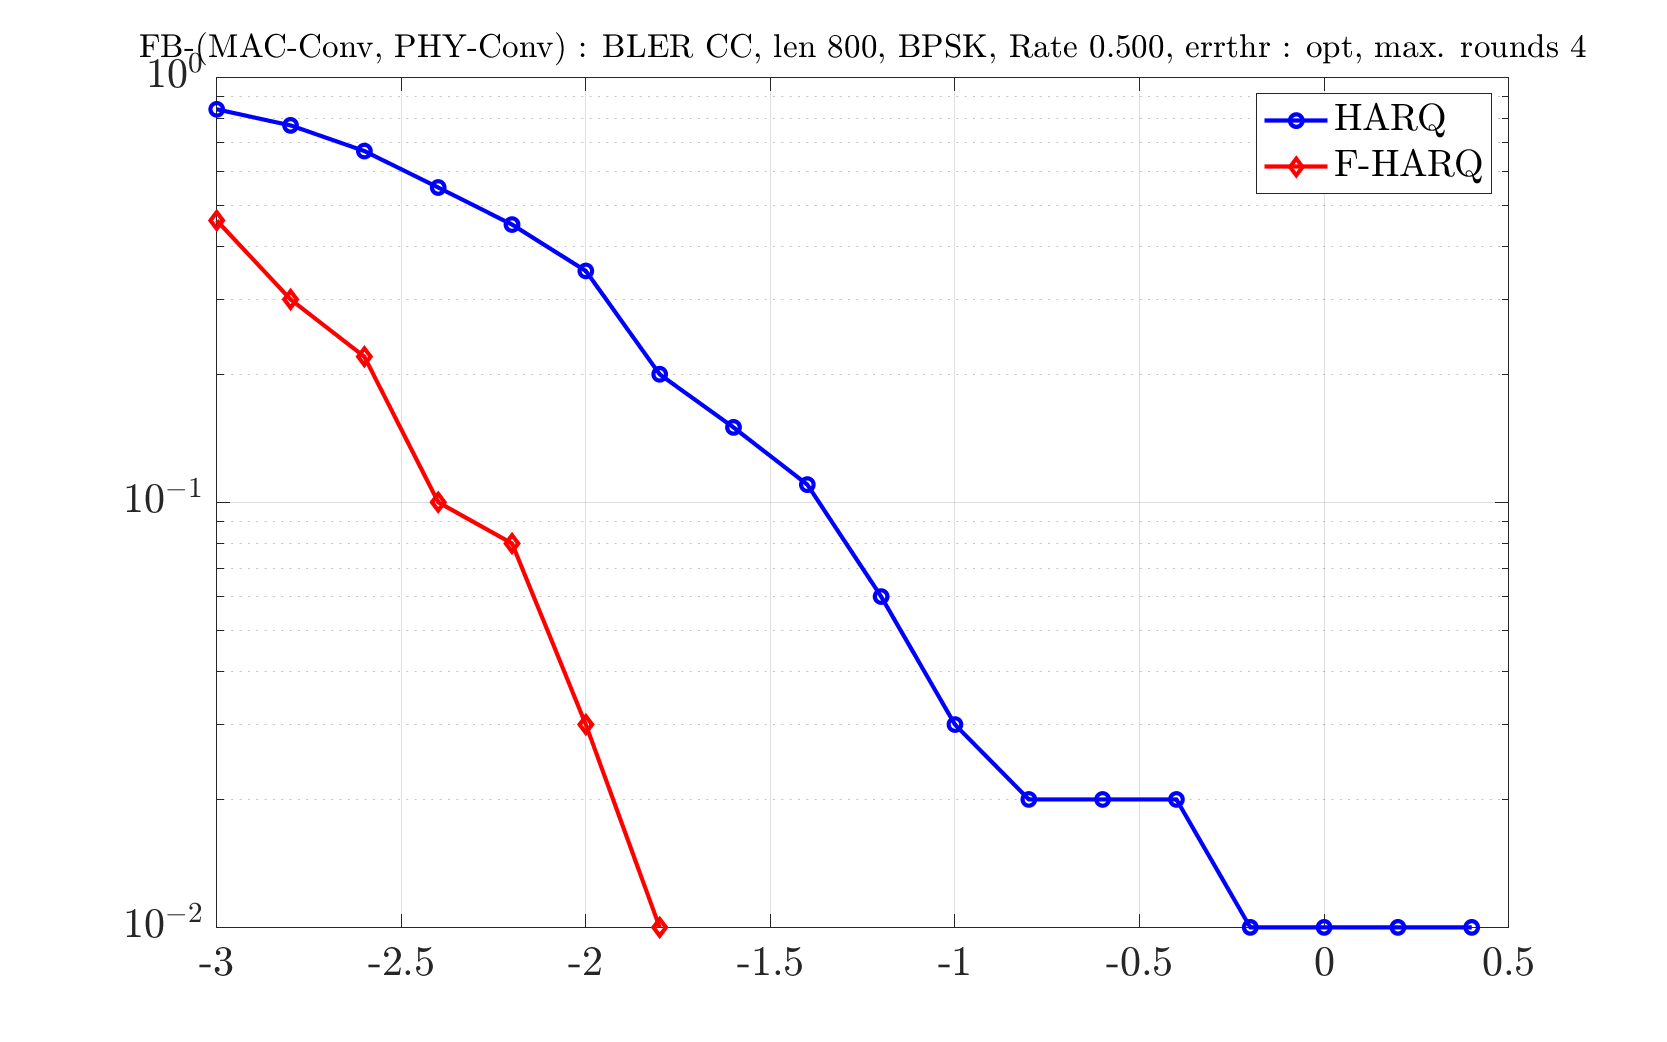 FB-(MAC-Conv, PHY-Conv) : BLER CC, len 800, BPSK, Rate 0.500, errthr : opt, max. rounds 4
10^0
HARQ
F-HARQ
10^{-1}
10^{-2}
-3 -2.5 -2 -1.5 -1 -0.5 0 0.5